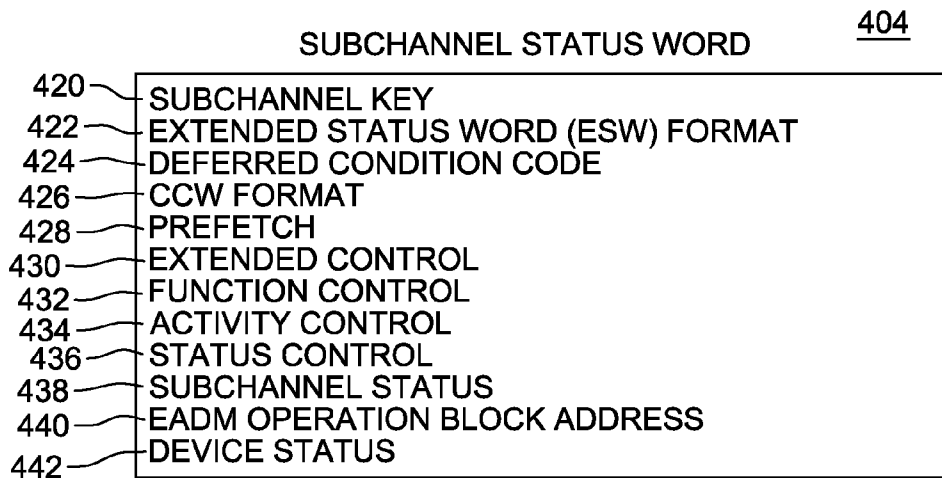 404
SUBCHANNEL STATUS WORD
420 SUBCHANNEL KEY
422 EXTENDED STATUS WORD (ESW) FORMAT
424 DEFERRED CONDITION CODE
426 CCW FORMAT
428 PREFETCH
430 EXTENDED CONTROL
432 FUNCTION CONTROL
434 ACTIVITY CONTROL
436 STATUS CONTROL
438 SUBCHANNEL STATUS
440 EADM OPERATION BLOCK ADDRESS
442 DEVICE STATUS